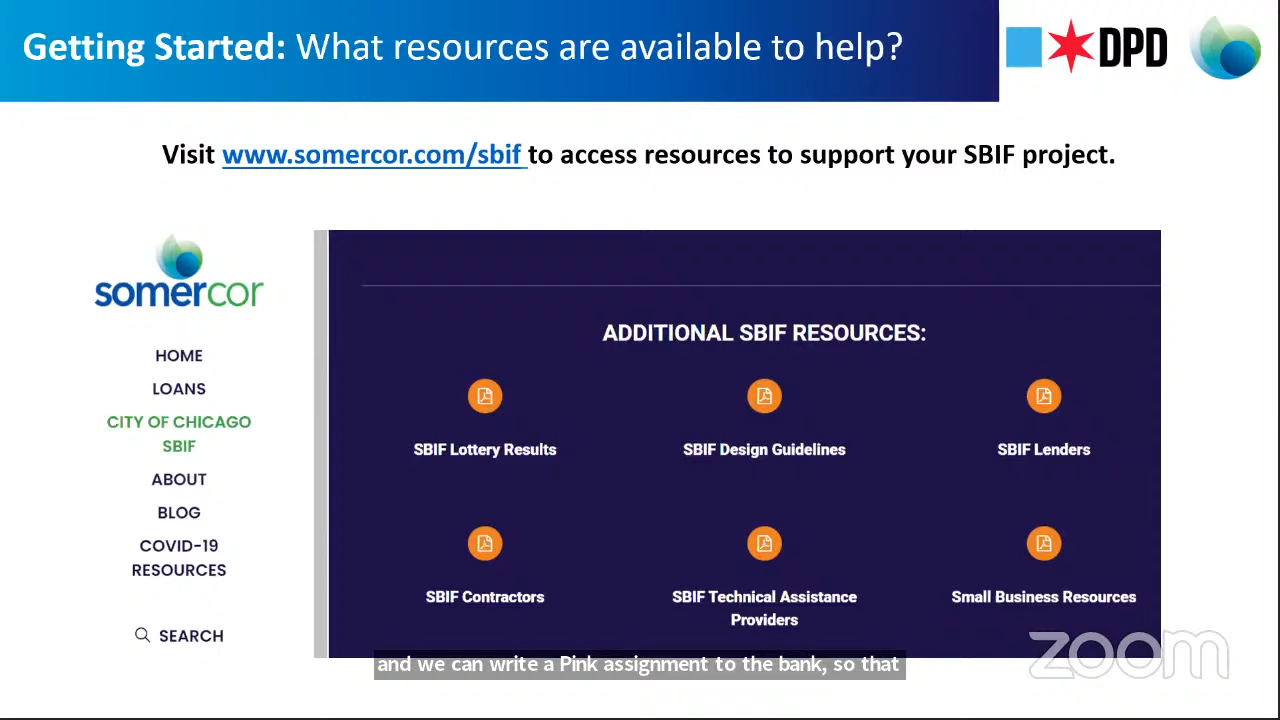 Getting Started: What resources are available to help?
DPD
Visit www.somercor.com/sbif to access resources to support your SBIF project.
somercor
HOME
LOANS
CITY OF CHICAGO
SBIF
ABOUT
BLOG
COVID-19
RESOURCES
SEARCH
ADDITIONAL SBIF RESOURCES:
SBIF Lottery Results
SBIF Design Guidelines
SBIF Lenders
SBIF Contractors
SBIF Technical Assistance
Providers
Small Business Resources
and we can write a Pink assignment to the bank, so that
zoom